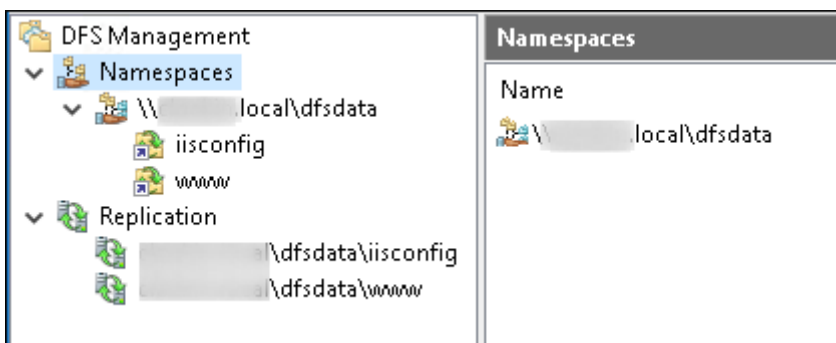 DFS Management
Namespaces
\\ .local\dfsdata
iisconfig
www
Replication
\dfsdata\iisconfig
\dfsdata\www
Namespaces
Name
\\ .local\dfsdata